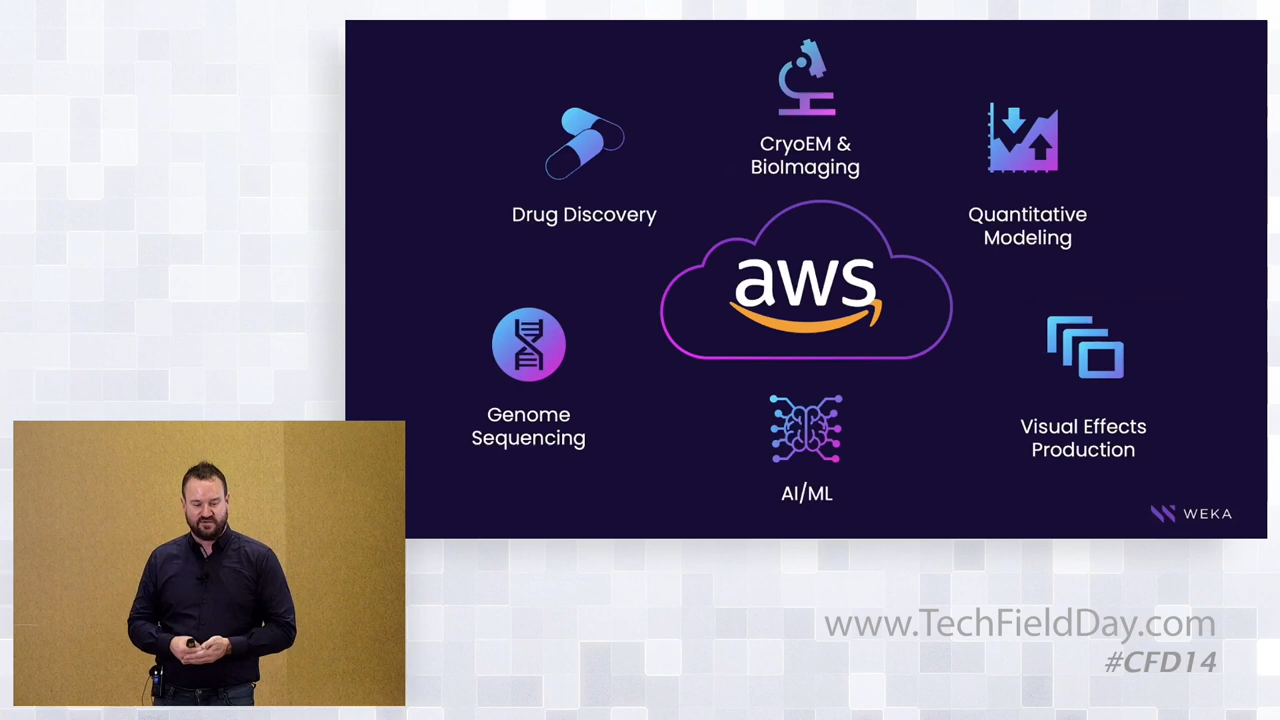 CryoEM &
BioImaging
Drug Discovery
Quantitative
Modeling
aws
Genome
Sequencing
Visual Effects
Production
AI/ML
WEKA
www.TechFieldDay.com
#CFD14